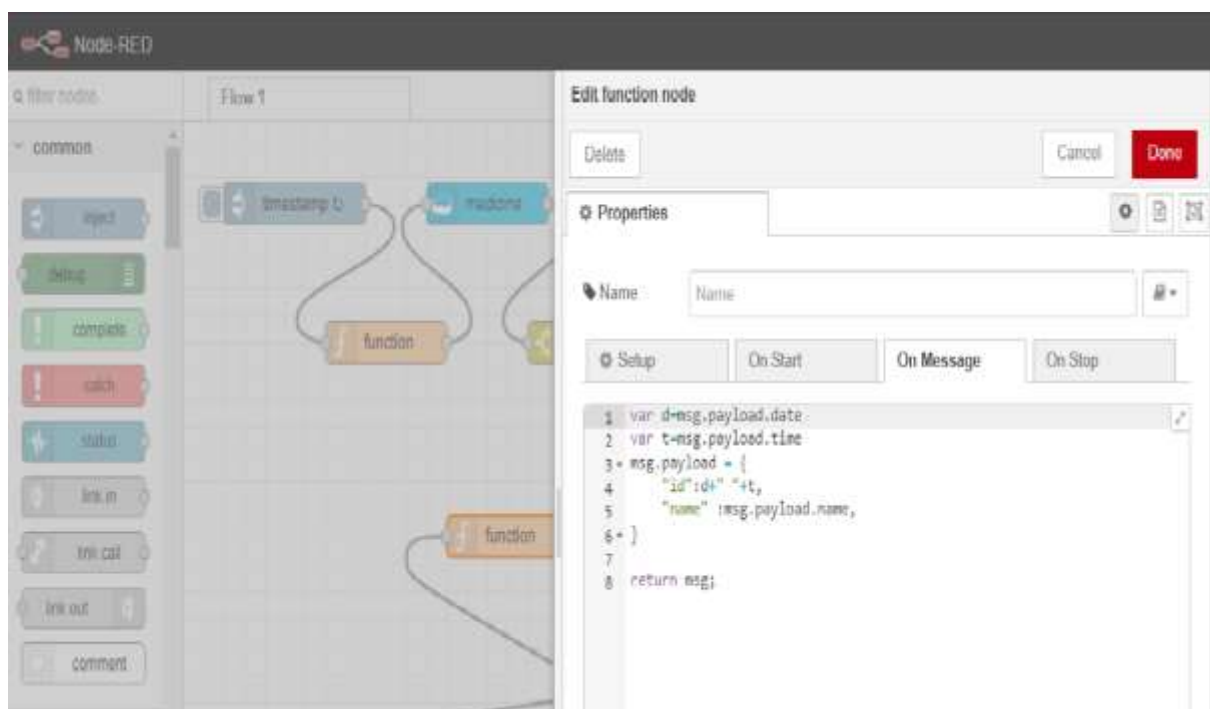 Node-RED
filter nodes
Flow 1
Edit function node
common
Delete
Cancel
Done
inject
timestamp ↻
Properties
debug
Name
Name
complete
function
Setup
On Start
On Message
On Stop
catch
status
link in
link call
link out
comment
function
1 var d=msg.payload.date
2 var t=msg.payload.time
3 msg.payload = {
4 "id":d+" "+t,
5 "name" :msg.payload.name,
6 }
7
8 return msg;